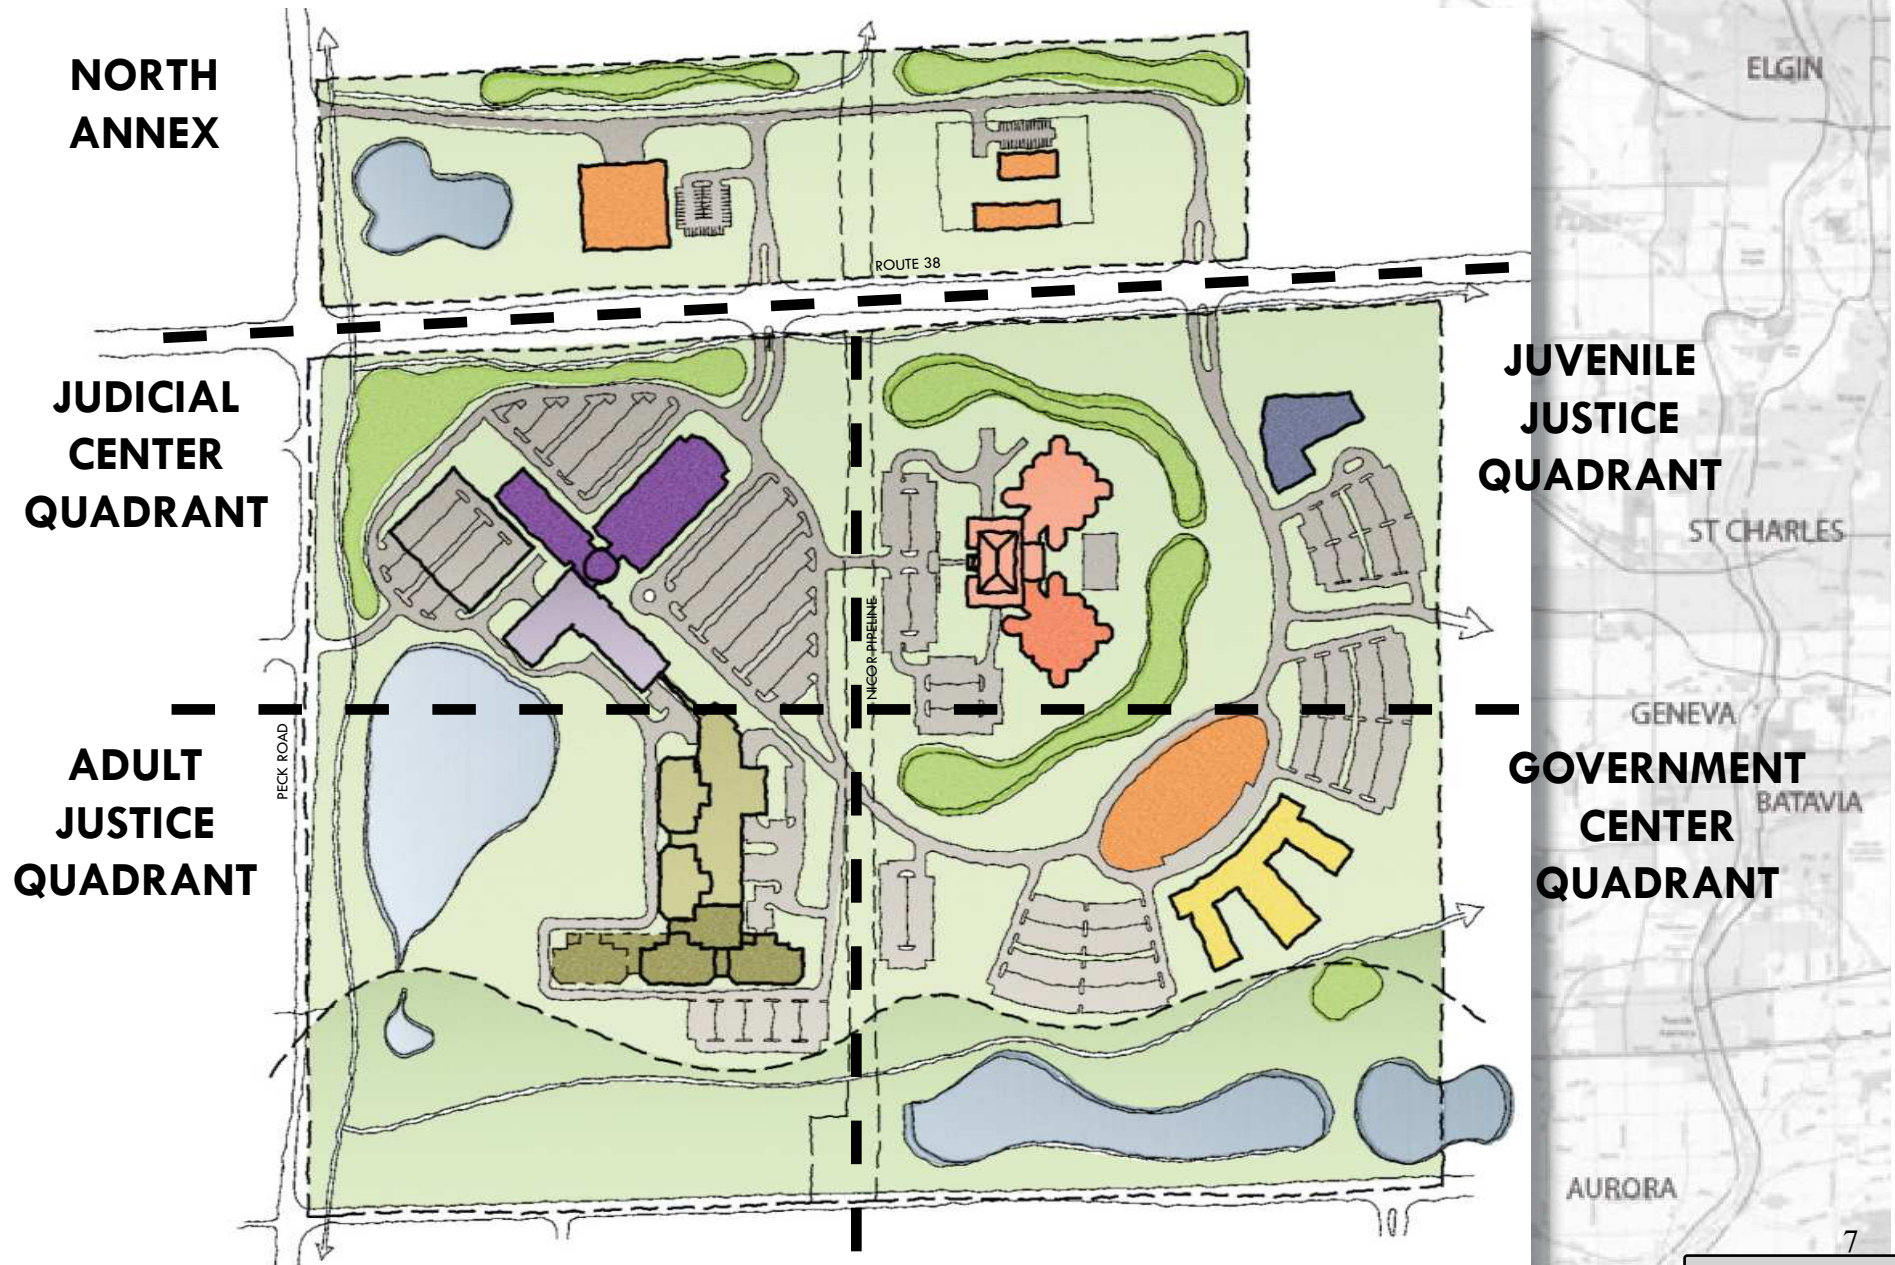 NORTH
ANNEX
ELGIN
ROUTE 38
JUDICIAL
CENTER
QUADRANT
JUVENILE
JUSTICE
QUADRANT
ST CHARLES
NICOR PIPELINE
GENEVA
PECK ROAD
ADULT
JUSTICE
QUADRANT
GOVERNMENT
CENTER
QUADRANT
BATAVIA
AURORA
7